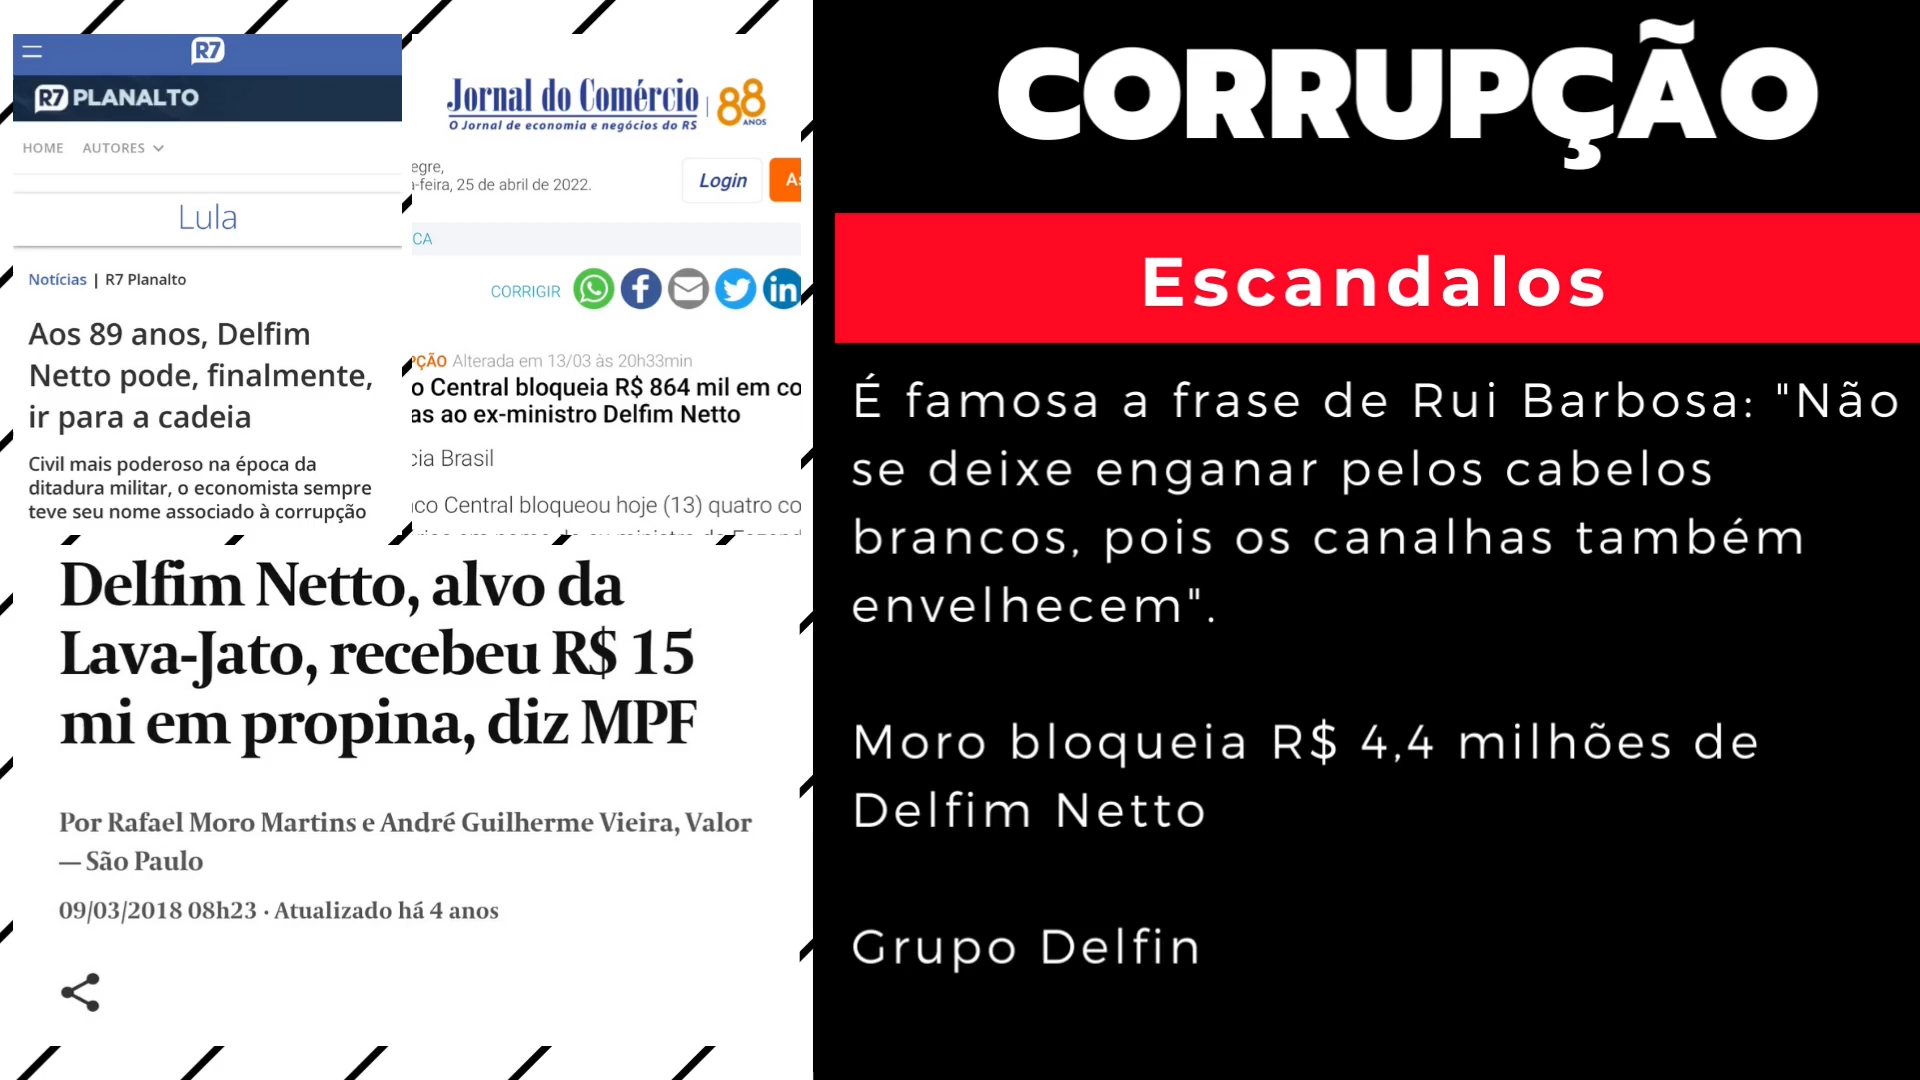 R7
R7 PLANALTO
HOME AUTORES
Lula
Notícias | R7 Planalto
Aos 89 anos, Delfim
Netto pode, finalmente,
ir para a cadeia
Civil mais poderoso na época da
ditadura militar, o economista sempre
teve seu nome associado à corrupção
Jornal do Comércio | 88
O Jornal de economia e negócios do RS ANOS
egre,
-feira, 25 de abril de 2022.
Login As
CA
CORRIGIR
PÇÃO Alterada em 13/03 às 20h33min
o Central bloqueia R$ 864 mil em co
as ao ex-ministro Delfim Netto
cia Brasil
nco Central bloqueou hoje (13) quatro co
Delfim Netto, alvo da
Lava-Jato, recebeu R$ 15
mi em propina, diz MPF
Por Rafael Moro Martins e André Guilherme Vieira, Valor
— São Paulo
09/03/2018 08h23 · Atualizado há 4 anos
CORRUPÇÃO
Escandalos
É famosa a frase de Rui Barbosa: "Não
se deixe enganar pelos cabelos
brancos, pois os canalhas também
envelhecem".
Moro bloqueia R$ 4,4 milhões de
Delfim Netto
Grupo Delfin